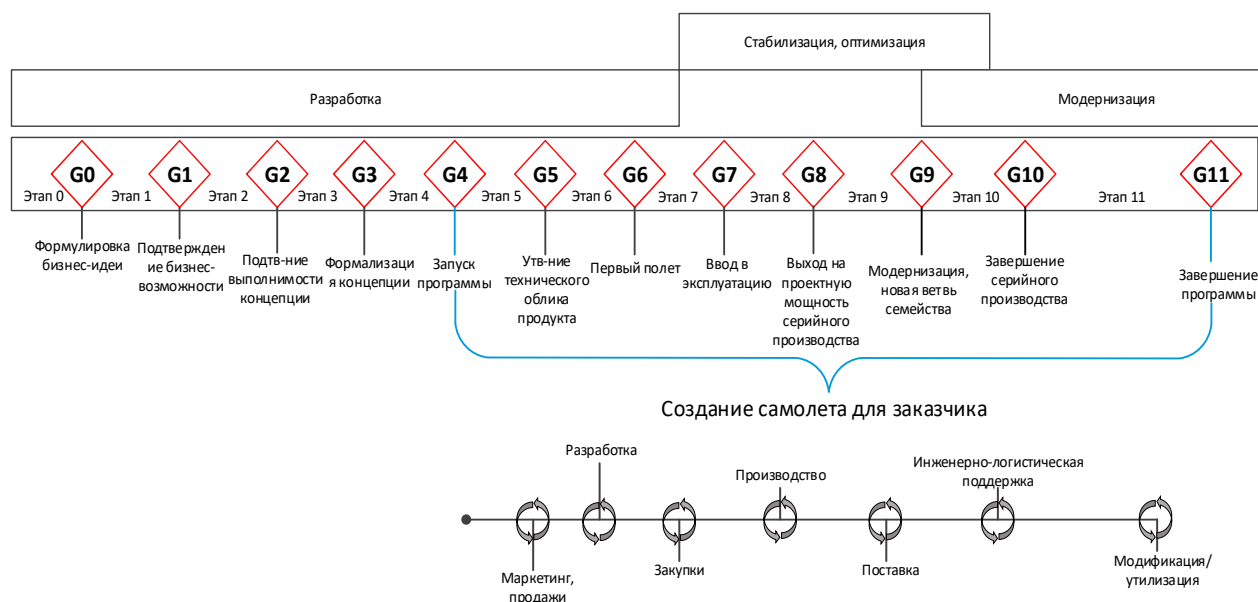 Стабилизация, оптимизация
Разработка
Модернизация
G0
G1
G2
G3
G4
G5
G6
G7
G8
G9
G10
G11
Этап 0
Этап 1
Этап 2
Этап 3
Этап 4
Этап 5
Этап 6
Этап 7
Этап 8
Этап 9
Этап 10
Этап 11
Формулировка
бизнес-идеи
Подтвержден
ие бизнес-
возможности
Подтв-ние
выполнимости
концепции
Формализаци
я концепции
Запуск
программы
Утв-ние
технического
облика
продукта
Первый полет
Ввод в
эксплуатацию
Выход на
проектную
мощность
серийного
производства
Модернизация,
новая ветвь
семейства
Завершение
серийного
производства
Завершение
программы
Создание самолета для заказчика
Разработка
Производство
Инженерно-логистическая
поддержка
Маркетинг,
продажи
Закупки
Поставка
Модификация/
утилизация